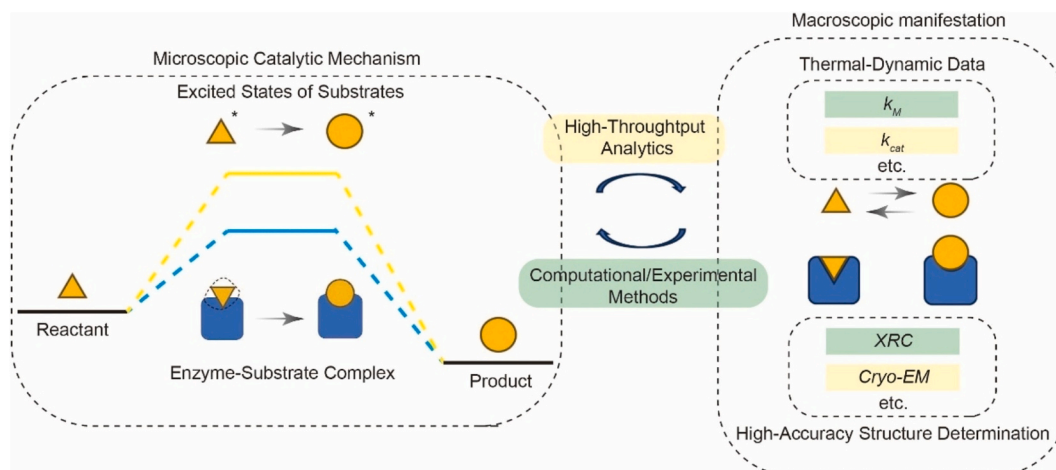 Microscopic Catalytic Mechanism
Excited States of Substrates
*
*
Reactant
Enzyme-Substrate Complex
Product
High-Throughtput
Analytics
Computational/Experimental
Methods
Macroscopic manifestation
Thermal-Dynamic Data
k_M
k_cat
etc.
XRC
Cryo-EM
etc.
High-Accuracy Structure Determination